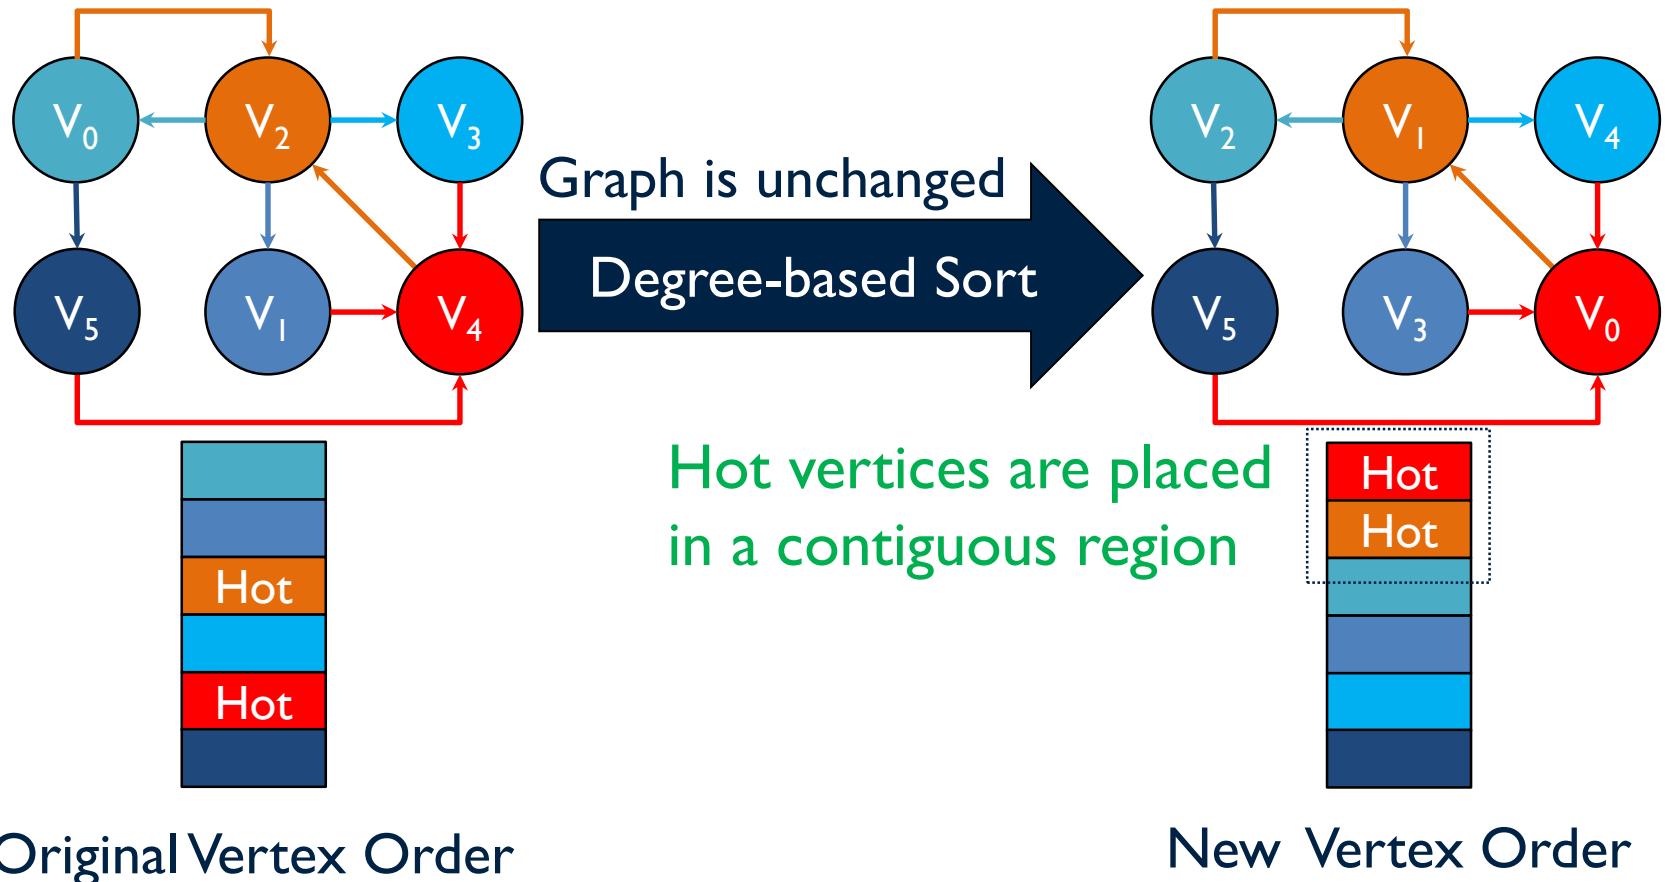 V0 V2 V3
V5 V1 V4
Graph is unchanged
Degree-based Sort
V2 V1 V4
V5 V3 V0
Hot
Hot
Hot vertices are placed
in a contiguous region
Hot
Hot
Original Vertex Order
New Vertex Order